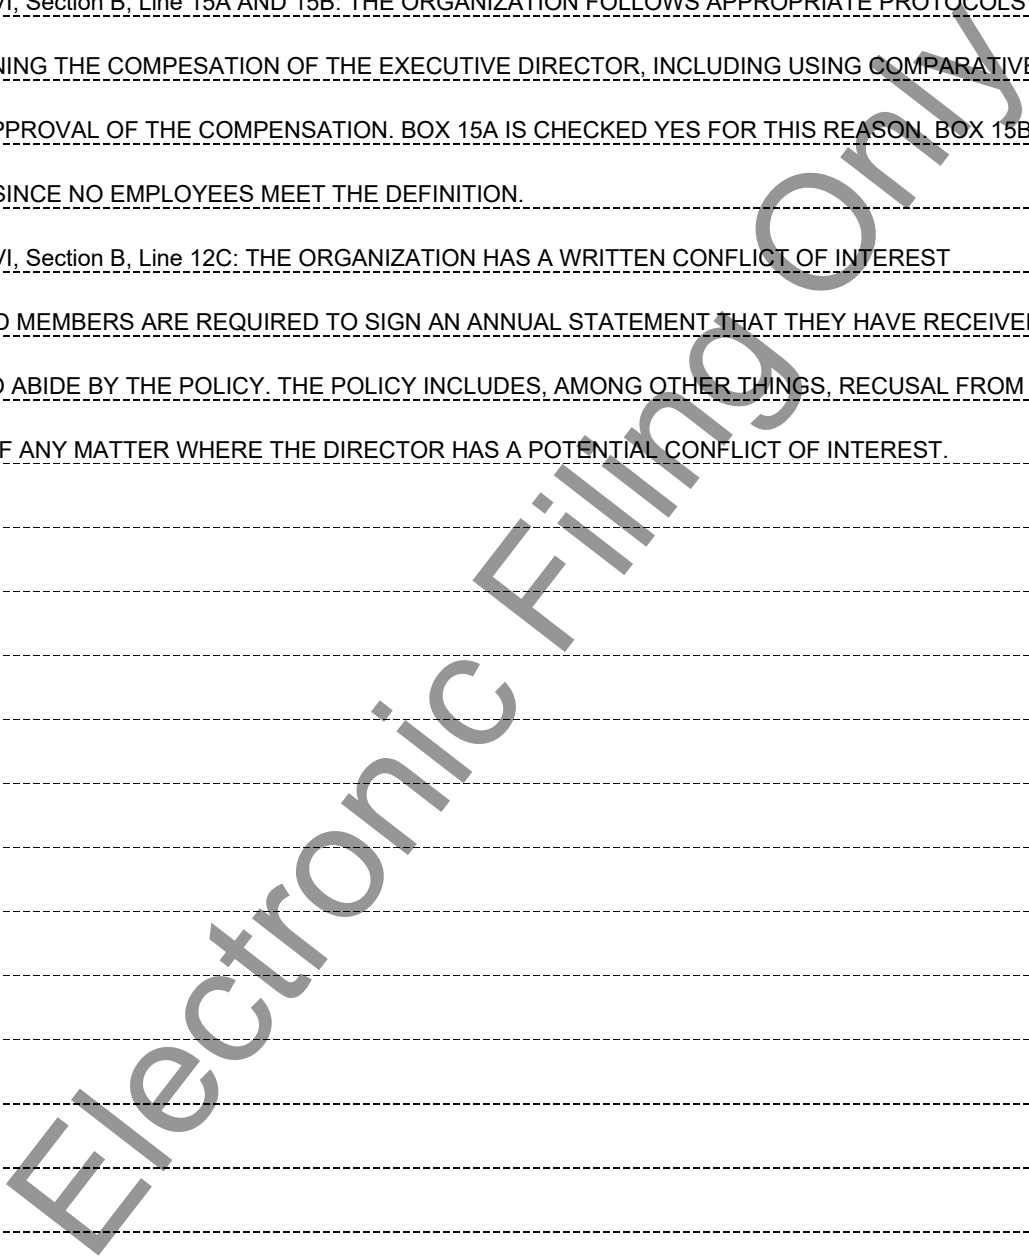 VI, Section B, Line 15A AND 15B: THE ORGANIZATION FOLLOWS APPROPRIATE PROTOCOLS
NING THE COMPESATION OF THE EXECUTIVE DIRECTOR, INCLUDING USING COMPARATIVE
PPROVAL OF THE COMPENSATION. BOX 15A IS CHECKED YES FOR THIS REASON. BOX 15B
SINCE NO EMPLOYEES MEET THE DEFINITION.
VI, Section B, Line 12C: THE ORGANIZATION HAS A WRITTEN CONFLICT OF INTEREST
D MEMBERS ARE REQUIRED TO SIGN AN ANNUAL STATEMENT THAT THEY HAVE RECEIVE
O ABIDE BY THE POLICY. THE POLICY INCLUDES, AMONG OTHER THINGS, RECUSAL FROM
F ANY MATTER WHERE THE DIRECTOR HAS A POTENTIAL CONFLICT OF INTEREST.
Electronic Filing Only